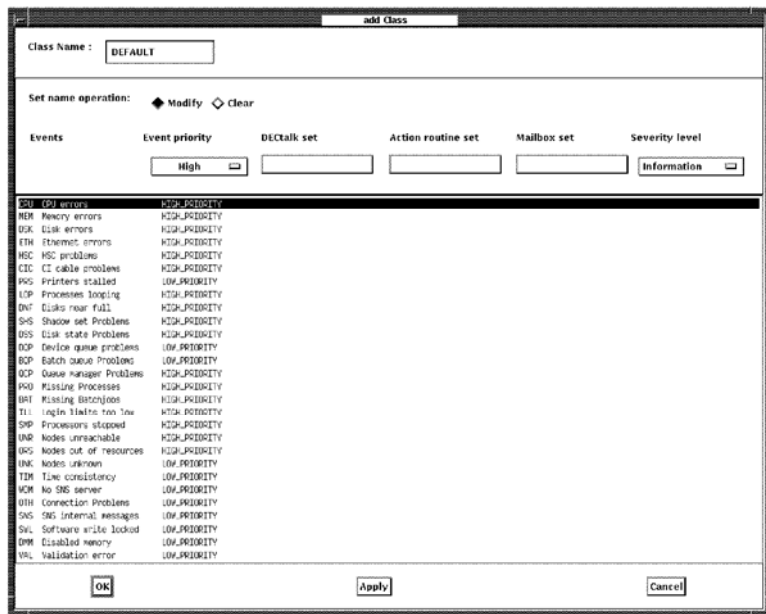 add Class
Class Name : DEFAULT
Set name operation: Modify Clear
Events Event priority DECtalk set Action routine set Mailbox set Severity level
High Information
CPU CPU errors HIGH_PRIORITY
MEM Memory errors HIGH_PRIORITY
DSK Disk errors HIGH_PRIORITY
ETH Ethernet errors HIGH_PRIORITY
HSC HSC problems HIGH_PRIORITY
CIC CI cable problems HIGH_PRIORITY
PRS Printers stalled LOW_PRIORITY
LOP Processes looping HIGH_PRIORITY
DNF Disks near full HIGH_PRIORITY
SHS Shadow set Problems HIGH_PRIORITY
DSS Disk state Problems HIGH_PRIORITY
DQP Device queue problems LOW_PRIORITY
BQP Batch queue Problems LOW_PRIORITY
QCP Queue manager Problems HIGH_PRIORITY
PRO Missing Processes HIGH_PRIORITY
BAT Missing Batchjobs HIGH_PRIORITY
TLL Login limits too low HIGH_PRIORITY
SMP Processors stopped HIGH_PRIORITY
UNR Nodes unreachable HIGH_PRIORITY
ORS Nodes out of resources HIGH_PRIORITY
UNK Nodes unknown LOW_PRIORITY
TIM Time consistency LOW_PRIORITY
No SNS server LOW_PRIORITY
OTH Connection Problems LOW_PRIORITY
SNS SNS internal messages LOW_PRIORITY
SWL Software write locked LOW_PRIORITY
DMM Disabled memory LOW_PRIORITY
VAL Validation error LOW_PRIORITY
OK Apply Cancel